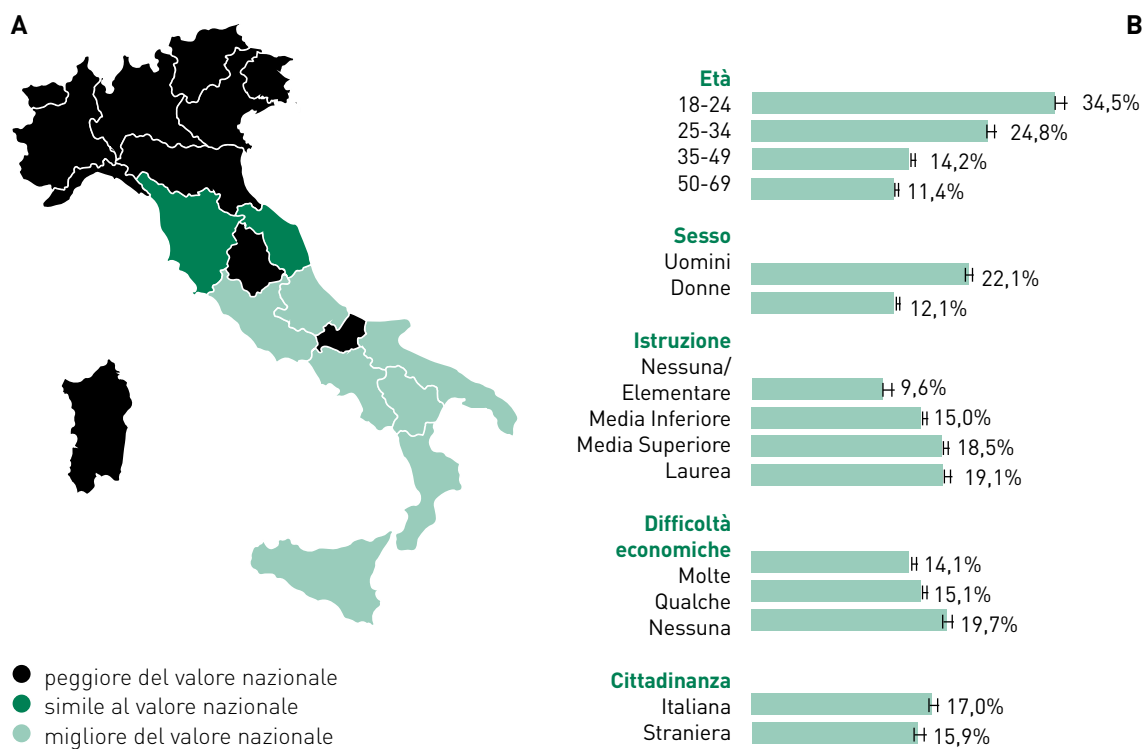 A
B
Età
18-24
34,5%
25-34
24,8%
35-49
14,2%
50-69
11,4%
Sesso
Uomini
22,1%
Donne
12,1%
Istruzione
Nessuna/
Elementare
9,6%
Media Inferiore
15,0%
Media Superiore
18,5%
Laurea
19,1%
Difficoltà
economiche
Molte
14,1%
Qualche
15,1%
Nessuna
19,7%
Cittadinanza
Italiana
17,0%
Straniera
15,9%
peggiore del valore nazionale
simile al valore nazionale
migliore del valore nazionale